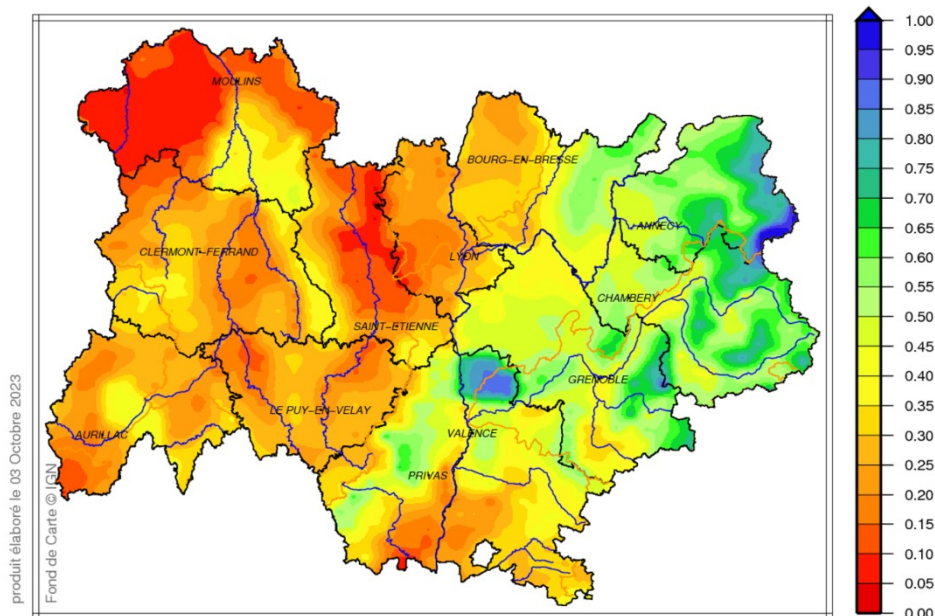 MOULINS
BOURG-EN-BRESSE
ANNECY
CLERMONT-FERRAND
LYON
CHAMBERY
SAINT-ETIENNE
GRENOBLE
LE PUY-EN-VELAY
AURILLAC
VALENCE
PRIVAS
produit élaboré le 03 Octobre 2023
Fond de Carte © IGN
1.00
0.95
0.90
0.85
0.80
0.75
0.70
0.65
0.60
0.55
0.50
0.45
0.40
0.35
0.30
0.25
0.20
0.15
0.10
0.05
0.00